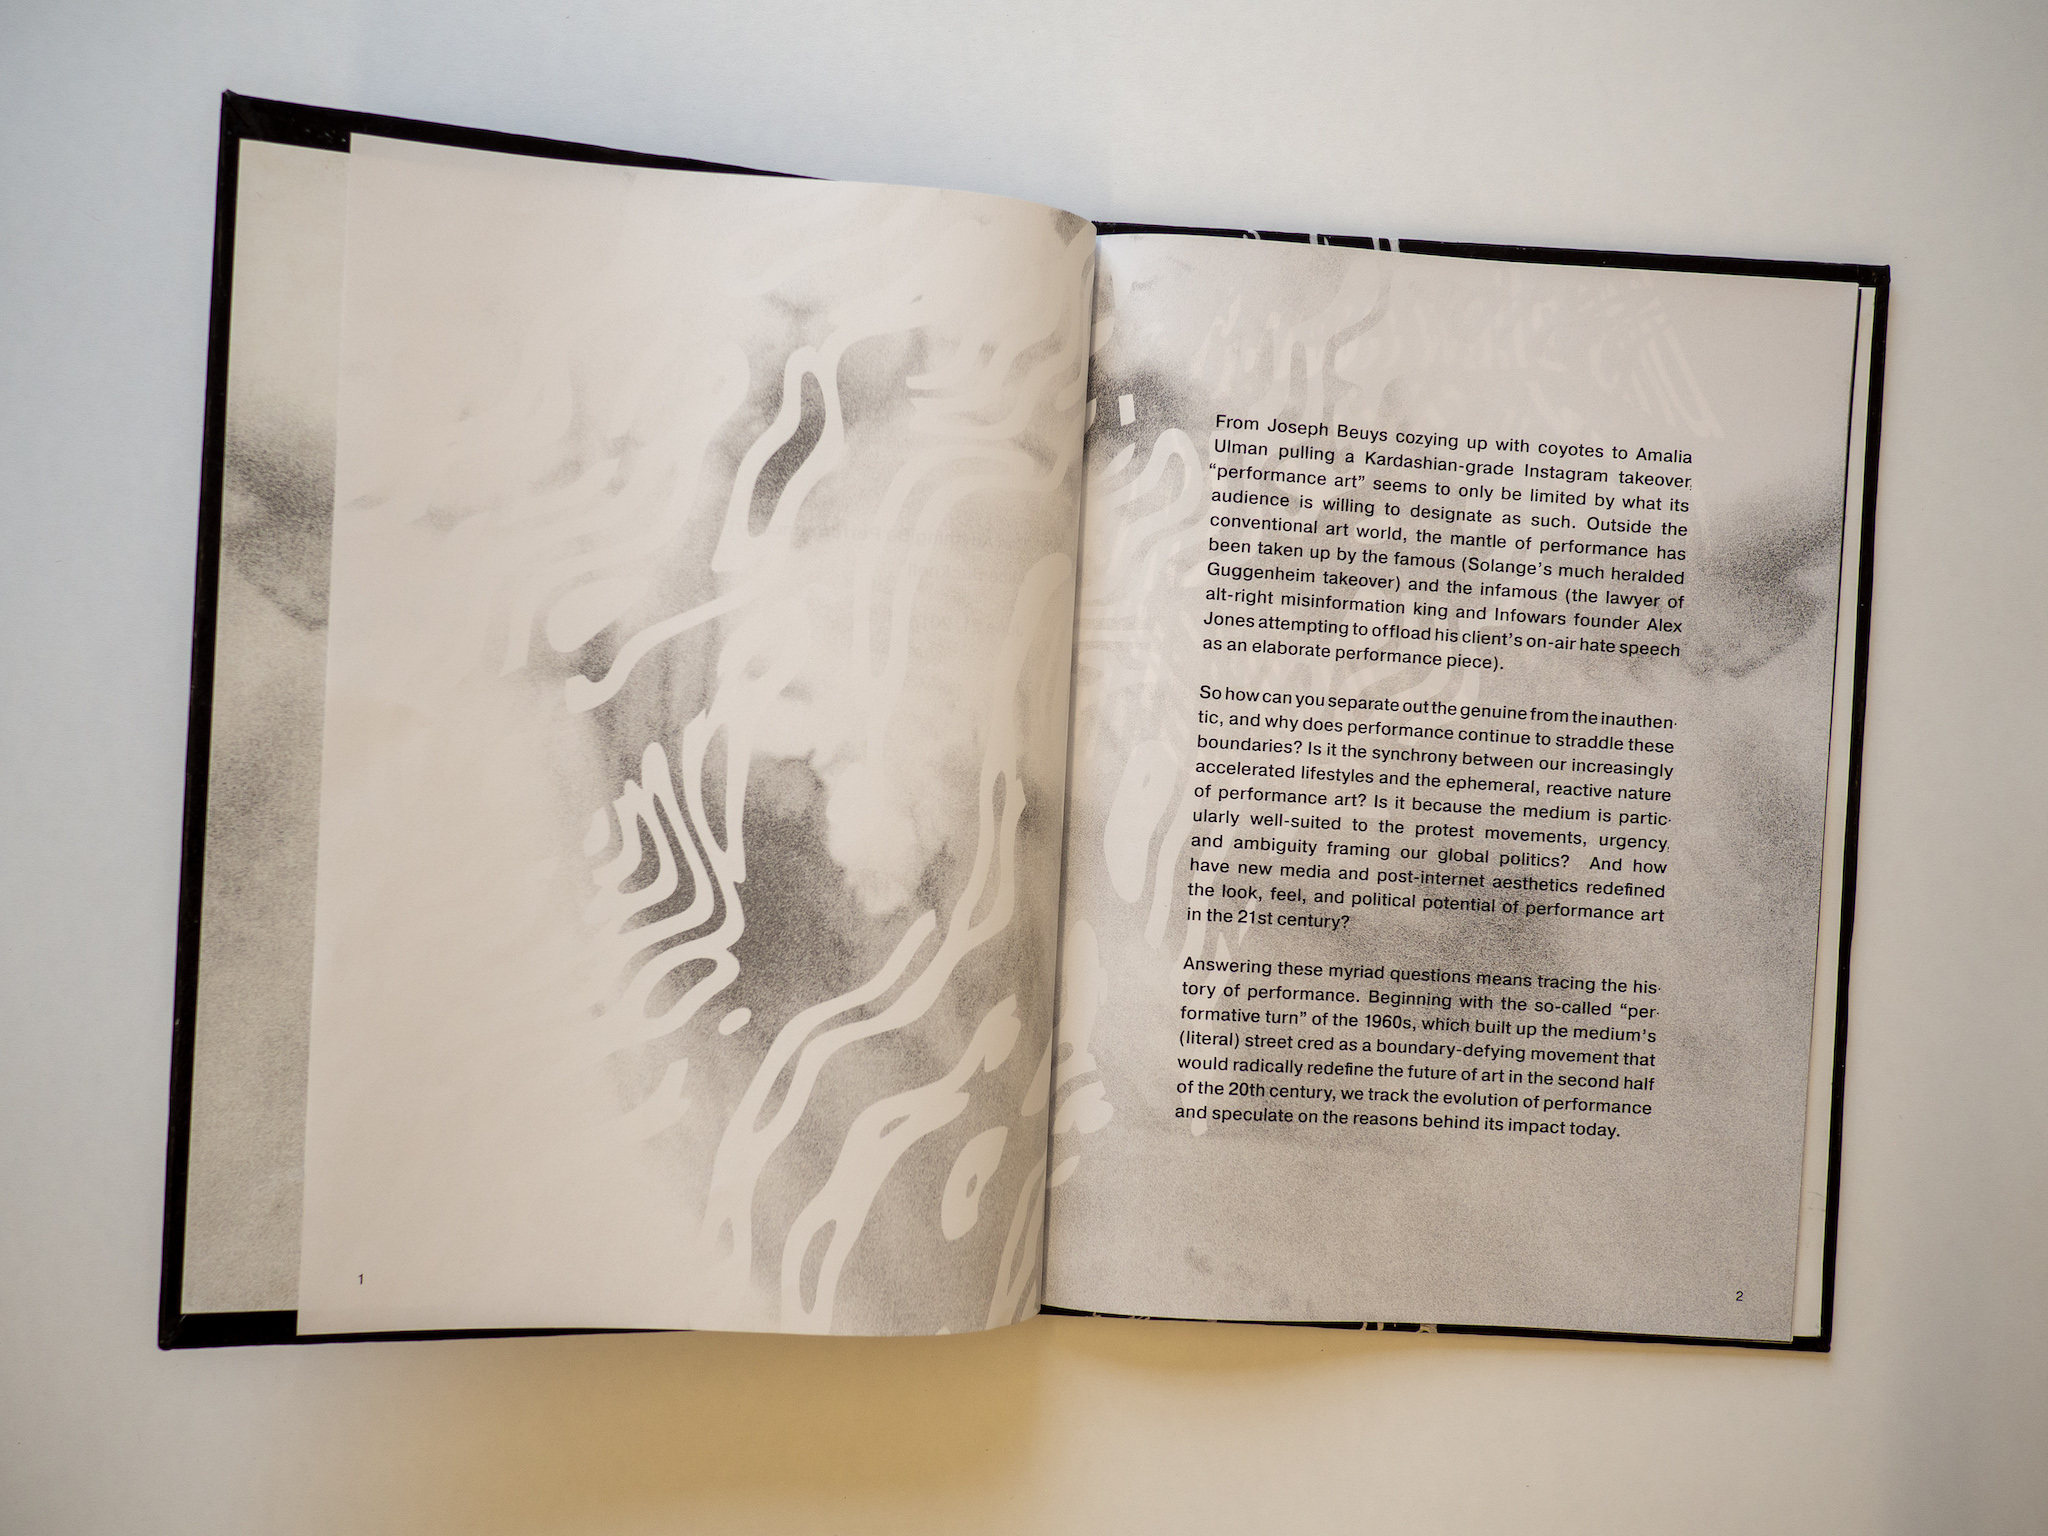 From Joseph Beuys cozying up with coyotes to Amalia
Ulman pulling a Kardashian-grade Instagram takeover,
“performance art” seems to only be limited by what its
audience is willing to designate as such. Outside the
conventional art world, the mantle of performance has
been taken up by the famous (Solange’s much heralded
Guggenheim takeover) and the infamous (the lawyer of
alt-right misinformation king and Infowars founder Alex
Jones attempting to offload his client’s on-air hate speech
as an elaborate performance piece).
So how can you separate out the genuine from the inauthen-
tic, and why does performance continue to straddle these
boundaries? Is it the synchrony between our increasingly
accelerated lifestyles and the ephemeral, reactive nature
of performance art? Is it because the medium is partic-
ularly well-suited to the protest movements, urgency,
and ambiguity framing our global politics? And how
have new media and post-internet aesthetics redefined
the look, feel, and political potential of performance art
in the 21st century?
Answering these myriad questions means tracing the his-
tory of performance. Beginning with the so-called “per-
formative turn” of the 1960s, which built up the medium’s
(literal) street cred as a boundary-defying movement that
would radically redefine the future of art in the second half
of the 20th century, we track the evolution of performance
and speculate on the reasons behind its impact today.
1
2